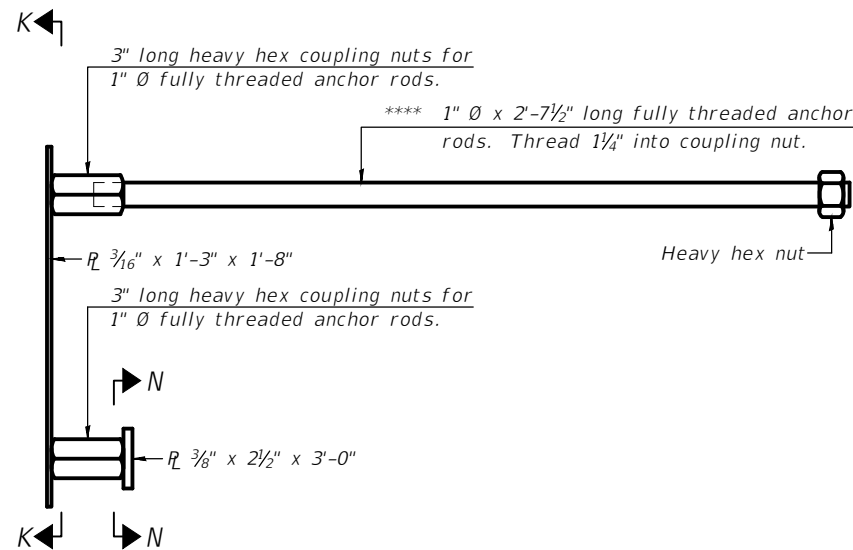 K
3" long heavy hex coupling nuts for
1" Ø fully threaded anchor rods.
**** 1" Ø x 2'-7½" long fully threaded anchor
rods. Thread 1¼" into coupling nut.
℄ ³⁄₁₆" x 1'-3" x 1'-8"
Heavy hex nut
3" long heavy hex coupling nuts for
1" Ø fully threaded anchor rods.
N
℄ ⅜" x 2½" x 3'-0"
K
N